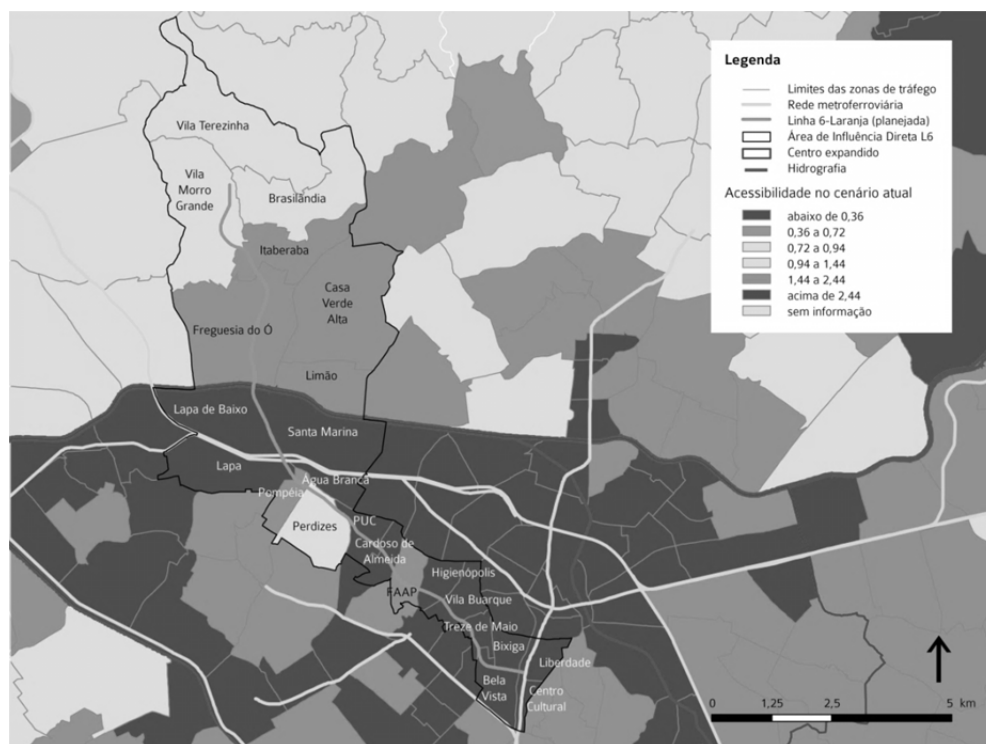 Legenda
Limites das zonas de tráfego
Rede metroferroviária
Linha 6-Laranja (planejada)
Área de Influência Direta L6
Centro expandido
Hidrografia
Acessibilidade no cenário atual
abaixo de 0,36
0,36 a 0,72
0,72 a 0,94
0,94 a 1,44
1,44 a 2,44
acima de 2,44
sem informação
Vila Terezinha
Vila
Morro
Grande
Brasilândia
Itaberaba
Casa
Verde
Alta
Freguesia do Ó
Limão
Lapa de Baixo
Santa Marina
Lapa
Água Branca
Pompéia
Perdizes
PUC
Cardoso de
Almeida
Higienópolis
FAAP
Vila Buarque
Treze de Maio
Bixiga
Liberdade
Bela
Vista
Centro
Cultural
0 1,25 2,5 5 km